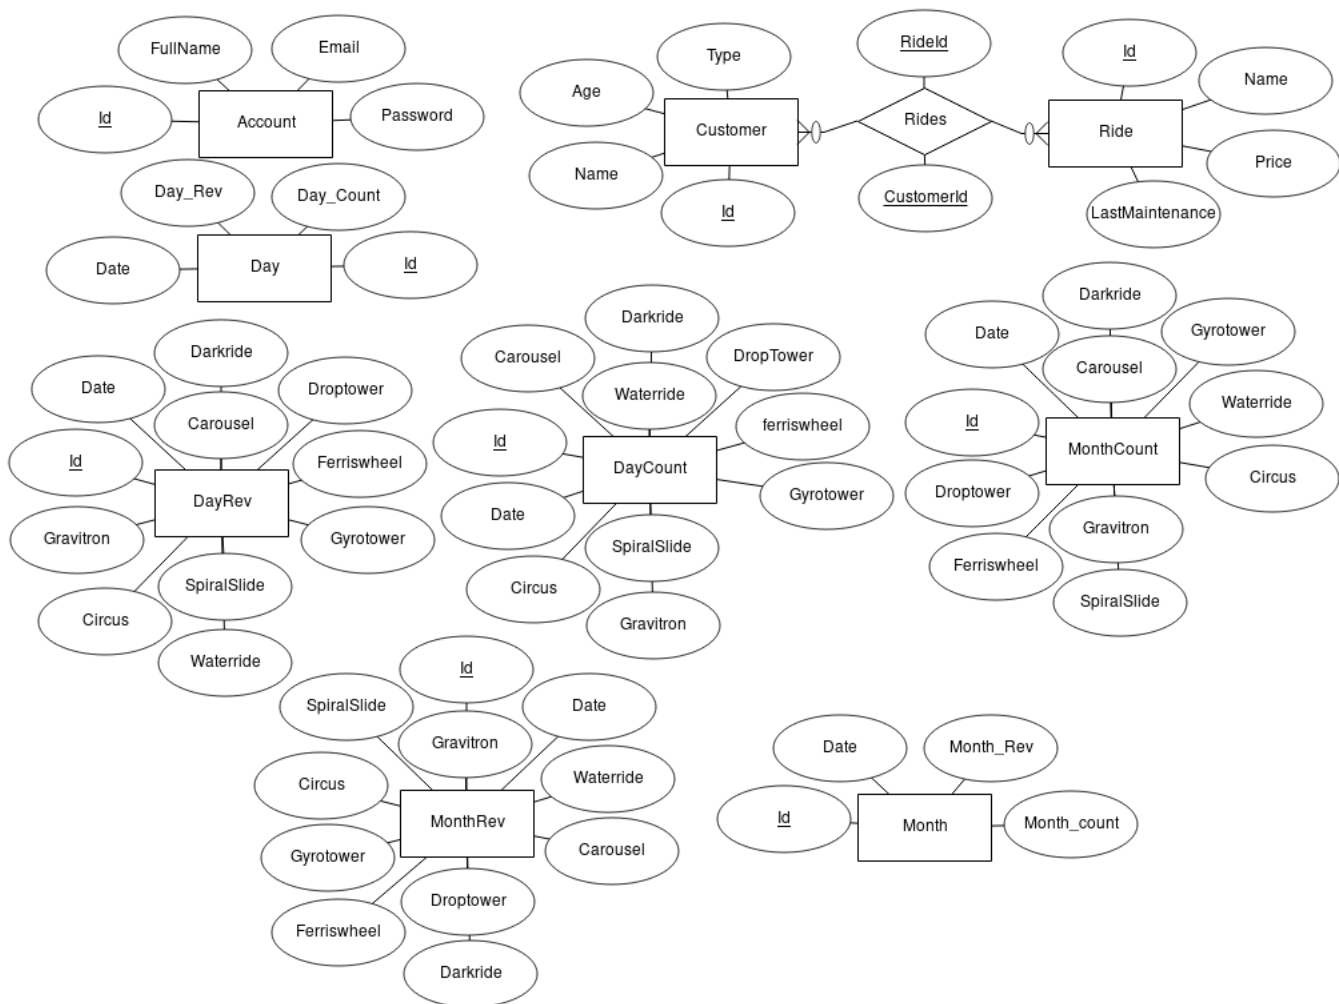 FullName
Email
Id
Account
Password
Day_Rev
Day_Count
Date
Day
Id
Type
RideId
Id
Age
Name
Customer
Rides
Ride
Name
Price
CustomerId
Id
LastMaintenance
Darkride
Date
Droptower
Carousel
Id
Ferriswheel
DayRev
Gravitron
Gyrotower
SpiralSlide
Circus
Waterride
Darkride
Carousel
DropTower
Waterride
Id
ferriswheel
DayCount
Gyrotower
Date
SpiralSlide
Circus
Gravitron
Darkride
Date
Gyrotower
Carousel
Id
Waterride
MonthCount
Droptower
Circus
Gravitron
Ferriswheel
SpiralSlide
Id
SpiralSlide
Date
Gravitron
Circus
Waterride
MonthRev
Gyrotower
Carousel
Droptower
Ferriswheel
Darkride
Date
Month_Rev
Id
Month
Month_count